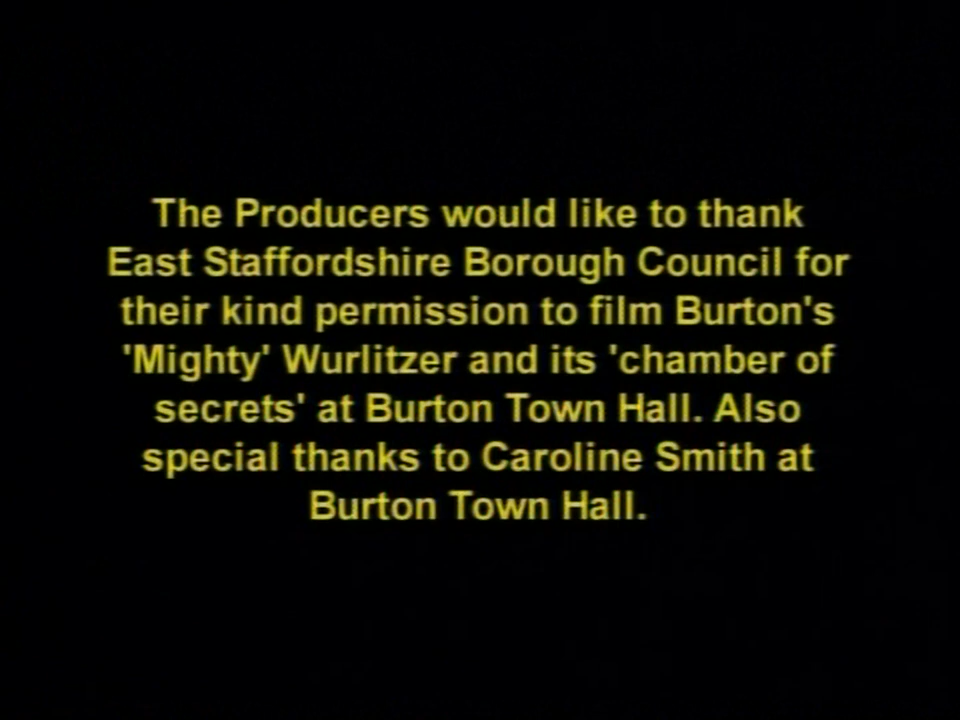 The Producers would like to thank
East Staffordshire Borough Council for
their kind permission to film Burton's
'Mighty' Wurlitzer and its 'chamber of
secrets' at Burton Town Hall. Also
special thanks to Caroline Smith at
Burton Town Hall.